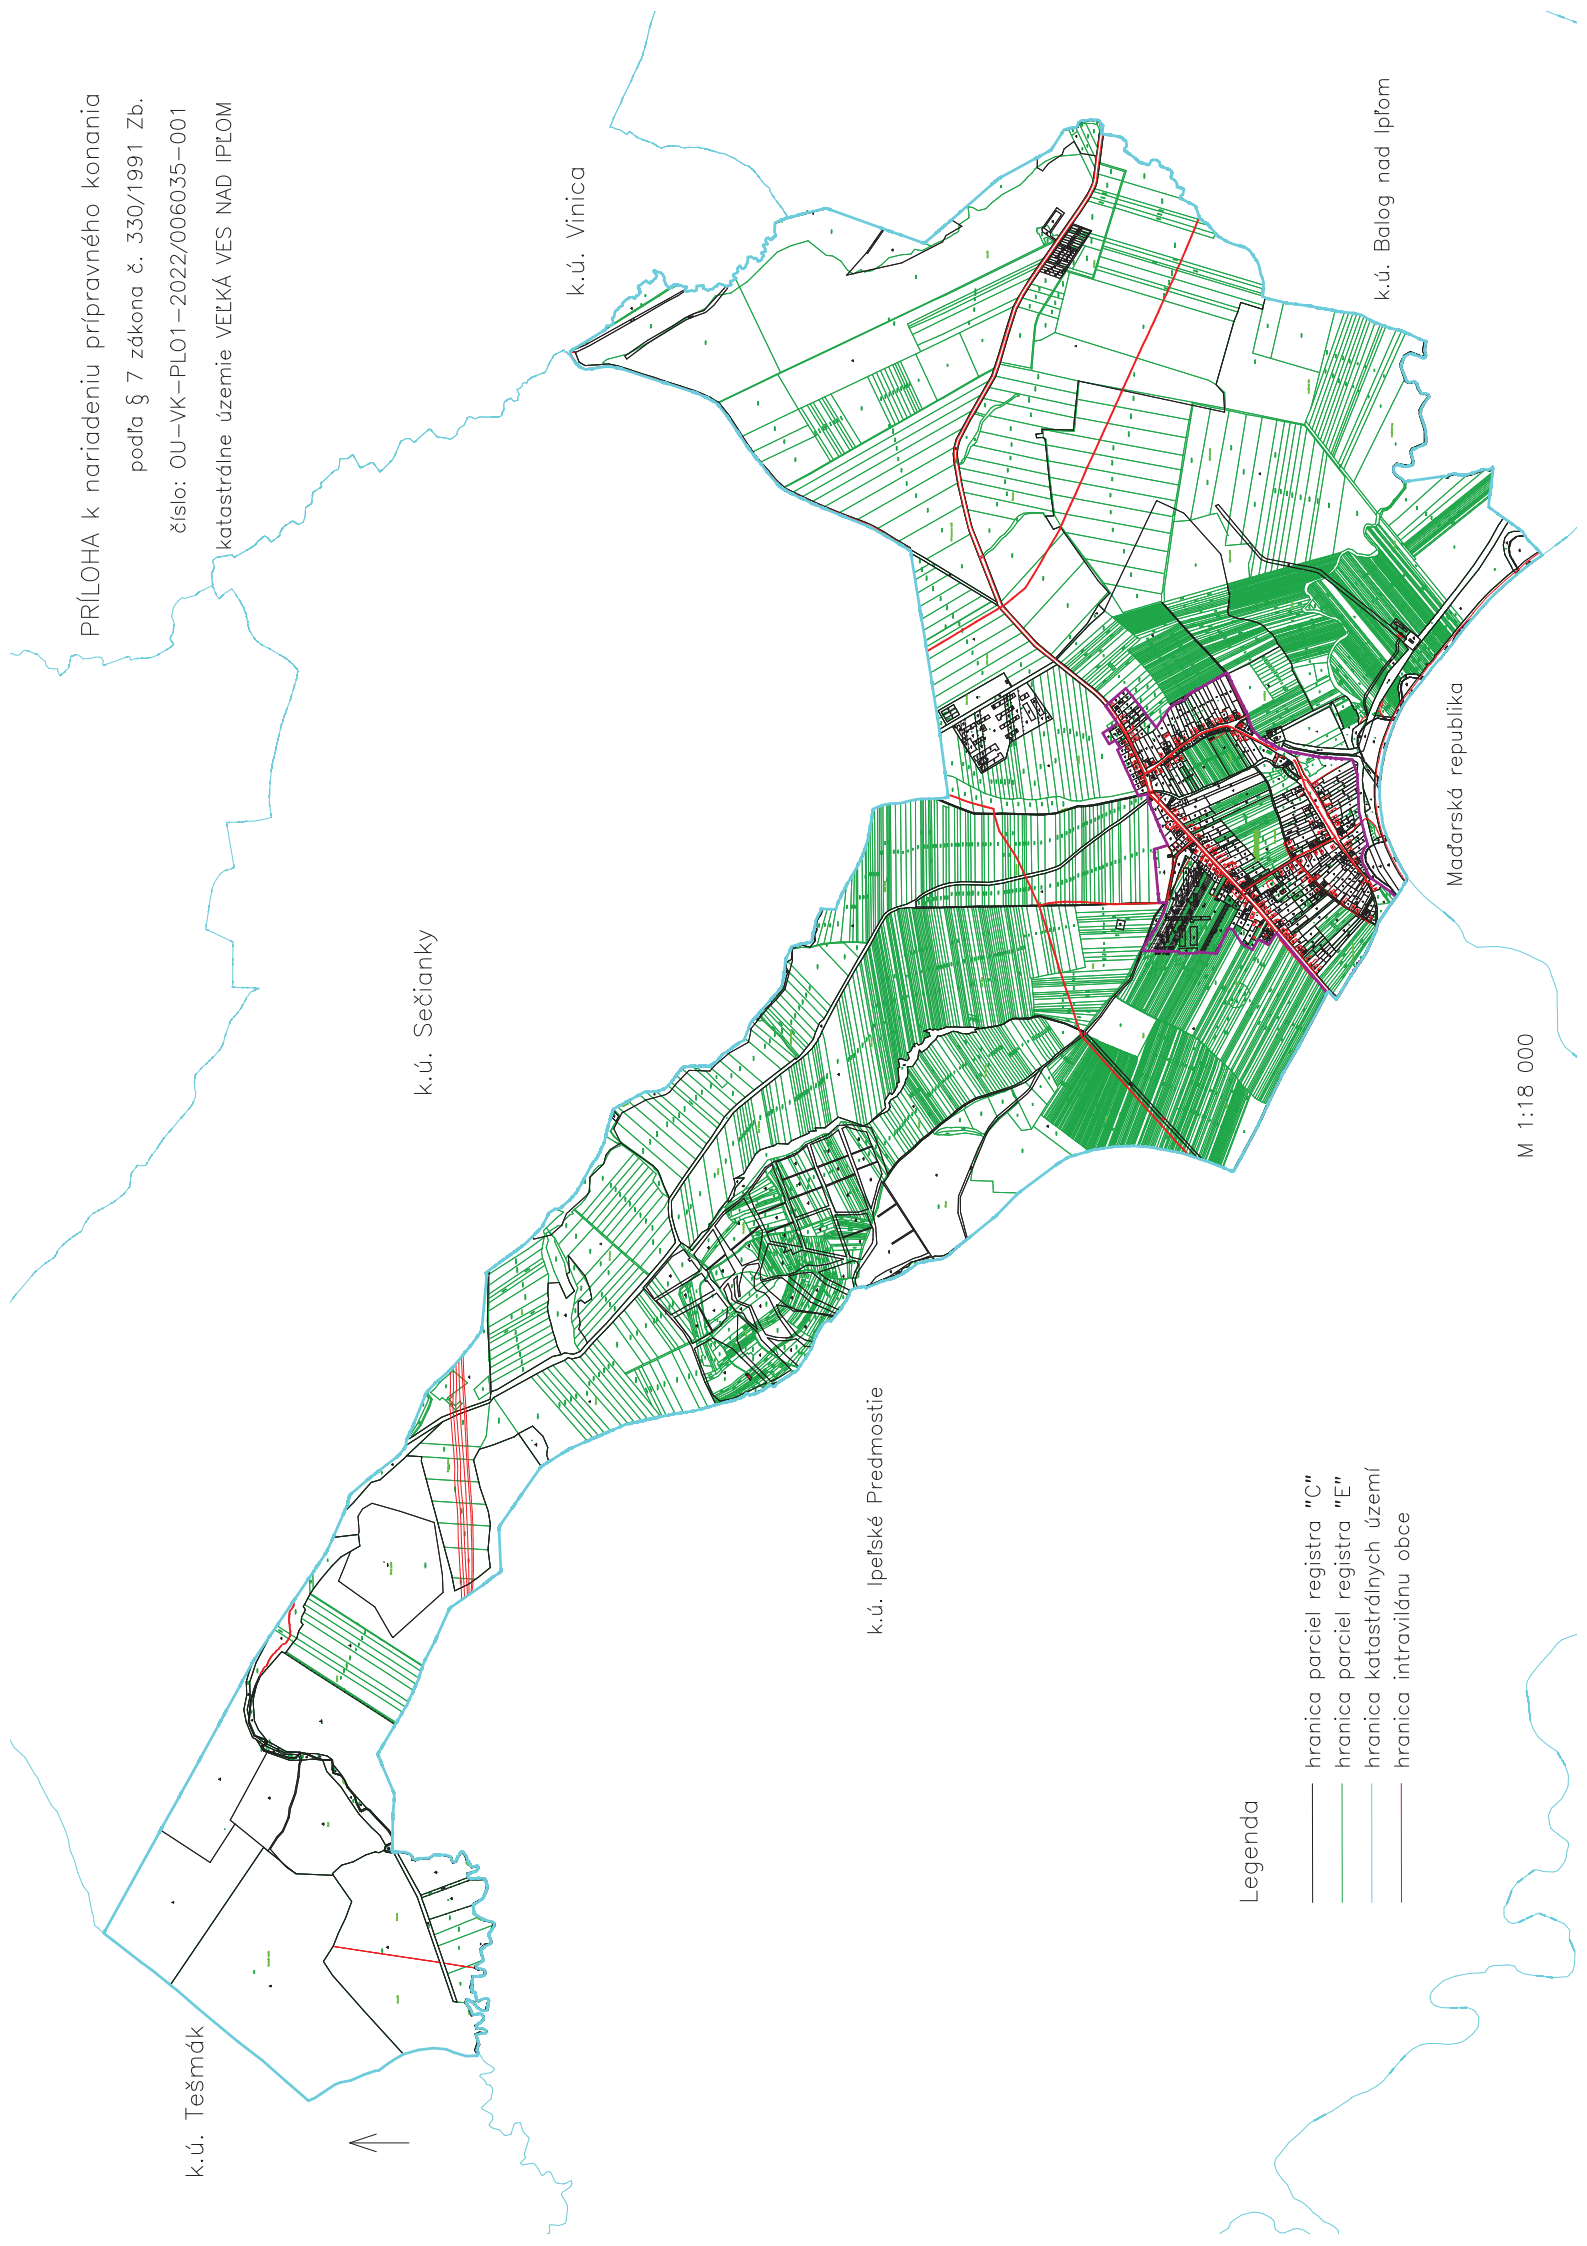 PRÍLOHA k nariadeniu prípravného konania
podľa § 7 zákona č. 330/1991 Zb.
číslo: OU-VK-PLO1-2022/006035-001
katastrálne územie VEĽKÁ VES NAD IPĽOM
k.ú. Tešmák
k.ú. Sečianky
k.ú. Vinica
k.ú. Ipeľské Predmostie
k.ú. Balog nad Ipľom
Maďarská republika
M 1:18 000
Legenda
hranica parciel registra "C"
hranica parciel registra "E"
hranica katastrálnych území
hranica intravilánu obce